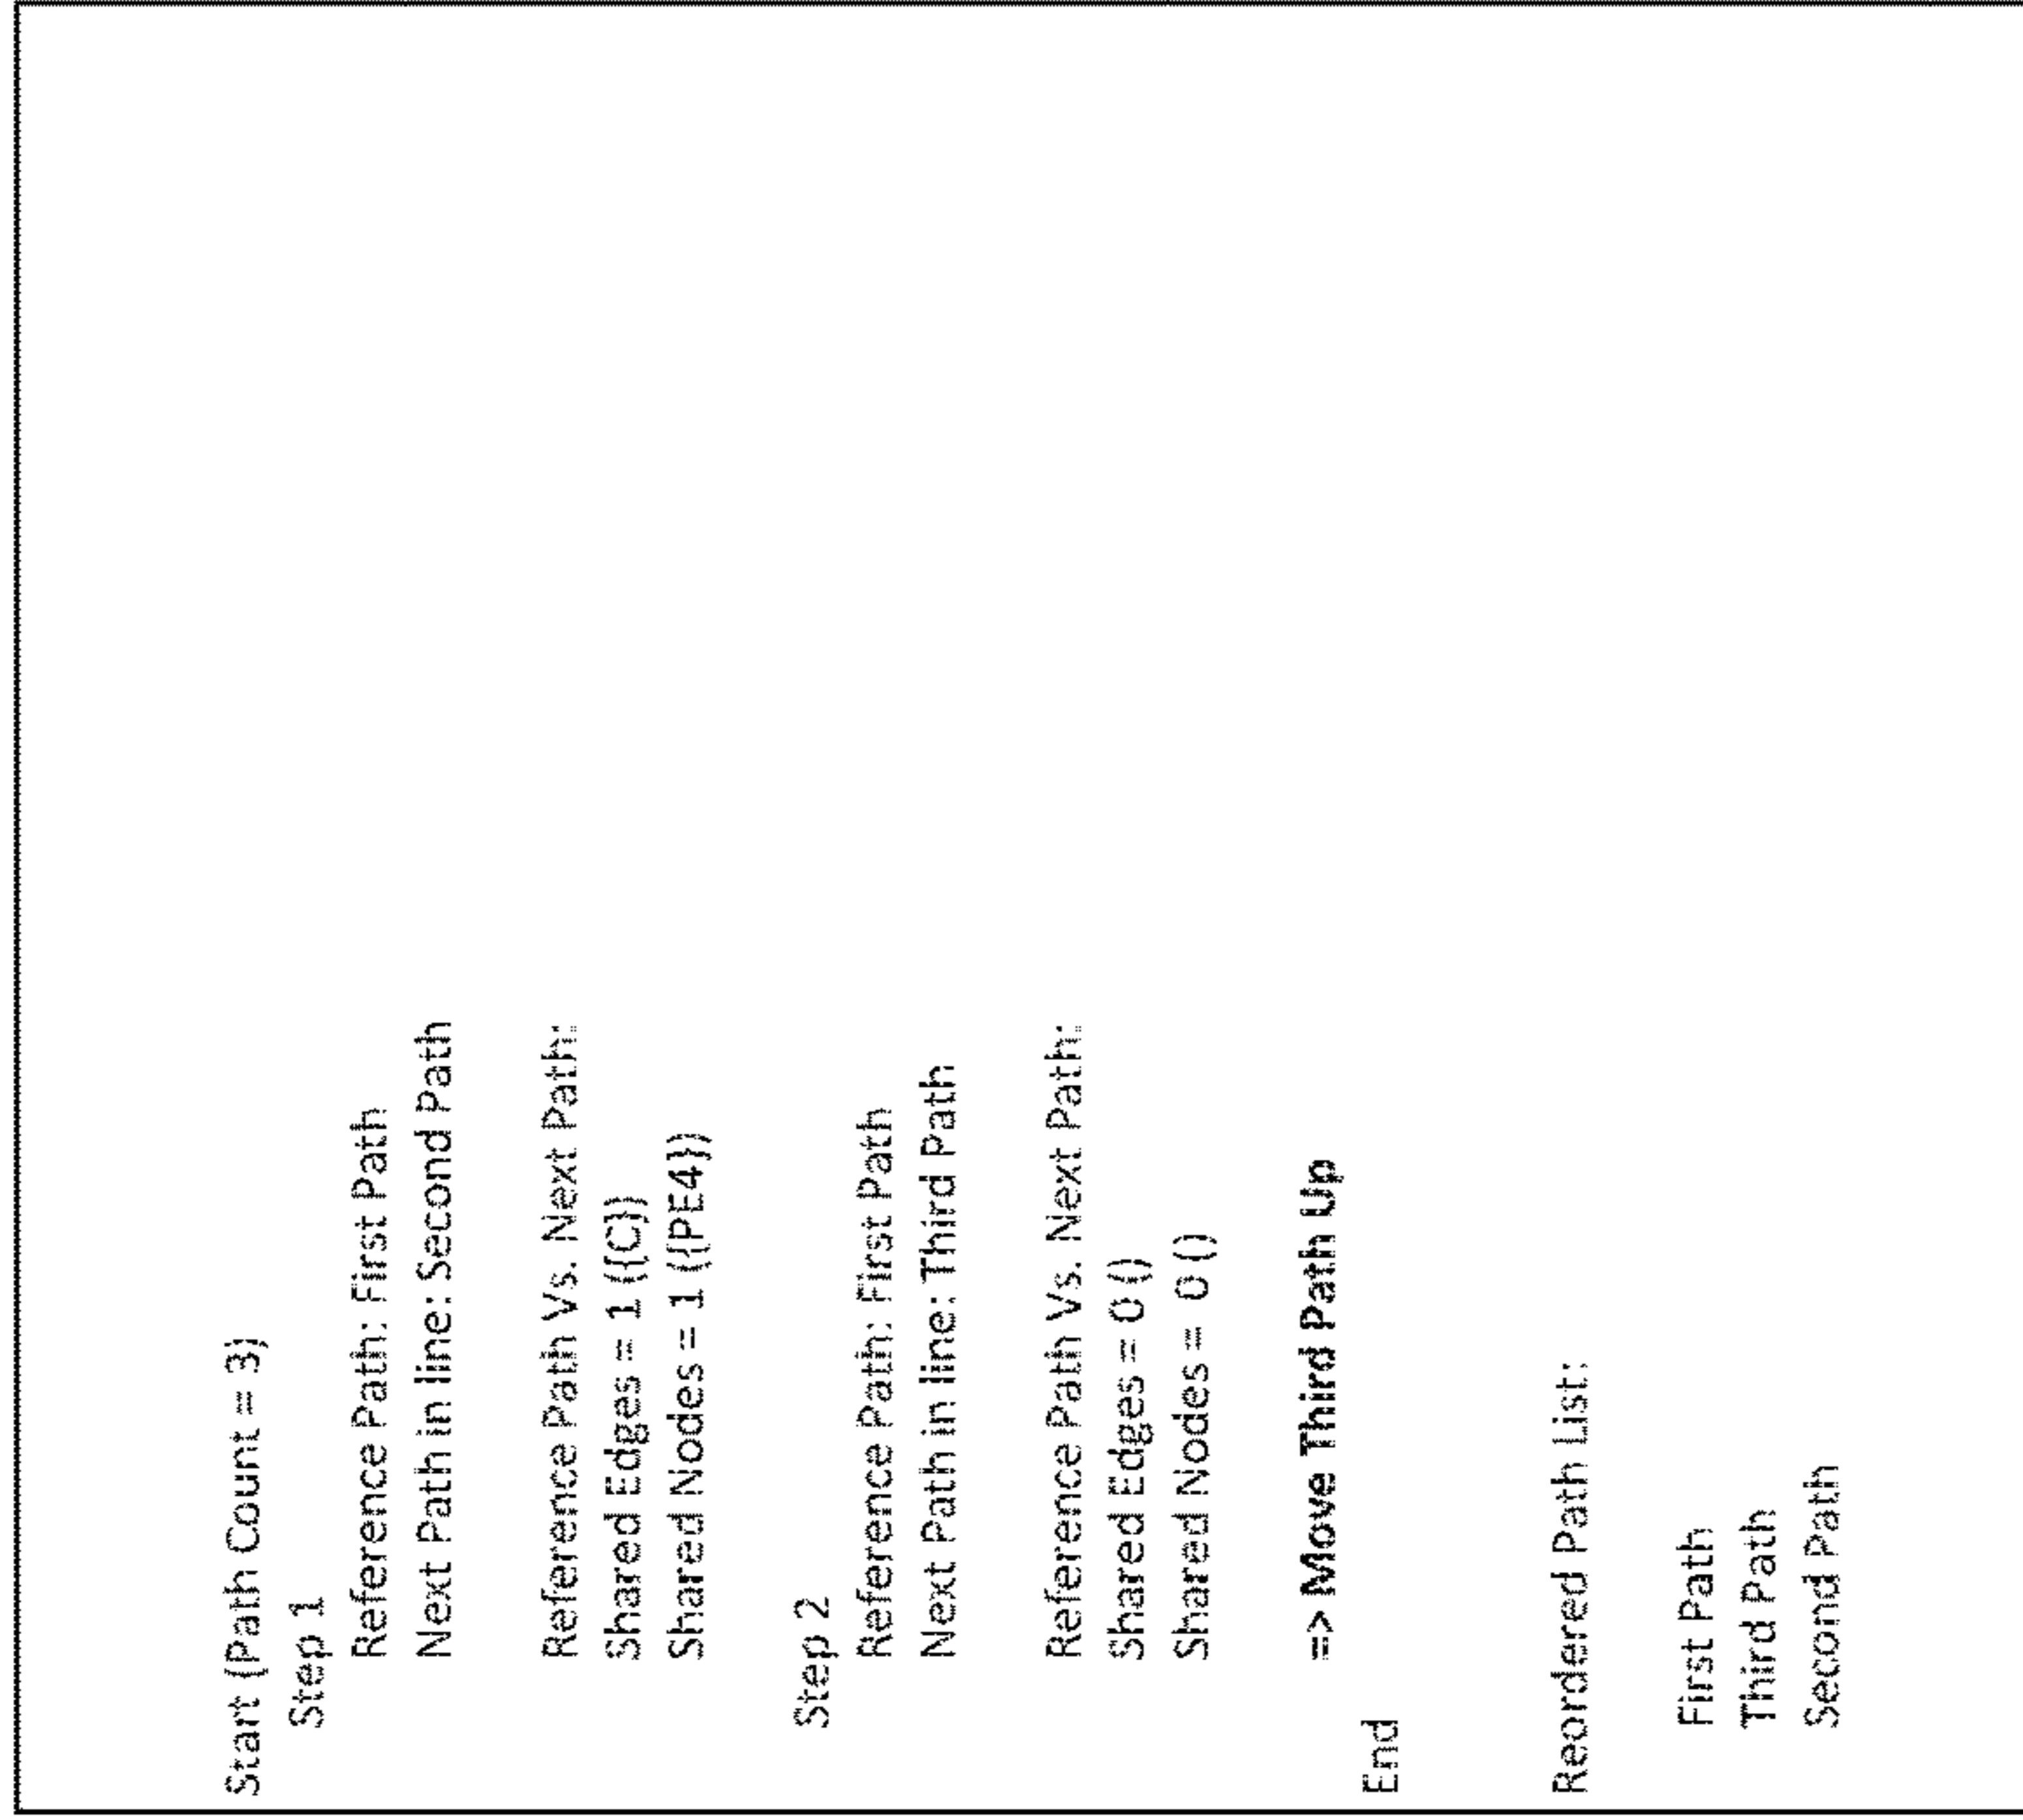 Start (Path Count = 3)
Step 1
Reference Path: First Path
Next Path in line: Second Path
Reference Path Vs. Next Path:
Shared Edges = 1 ({C})
Shared Nodes = 1 ({PE4})
Step 2
Reference Path: First Path
Next Path in line: Third Path
Reference Path Vs. Next Path:
Shared Edges = 0 ()
Shared Nodes = 0 ()
=> Move Third Path Up
End
Reordered Path List:
First Path
Third Path
Second Path